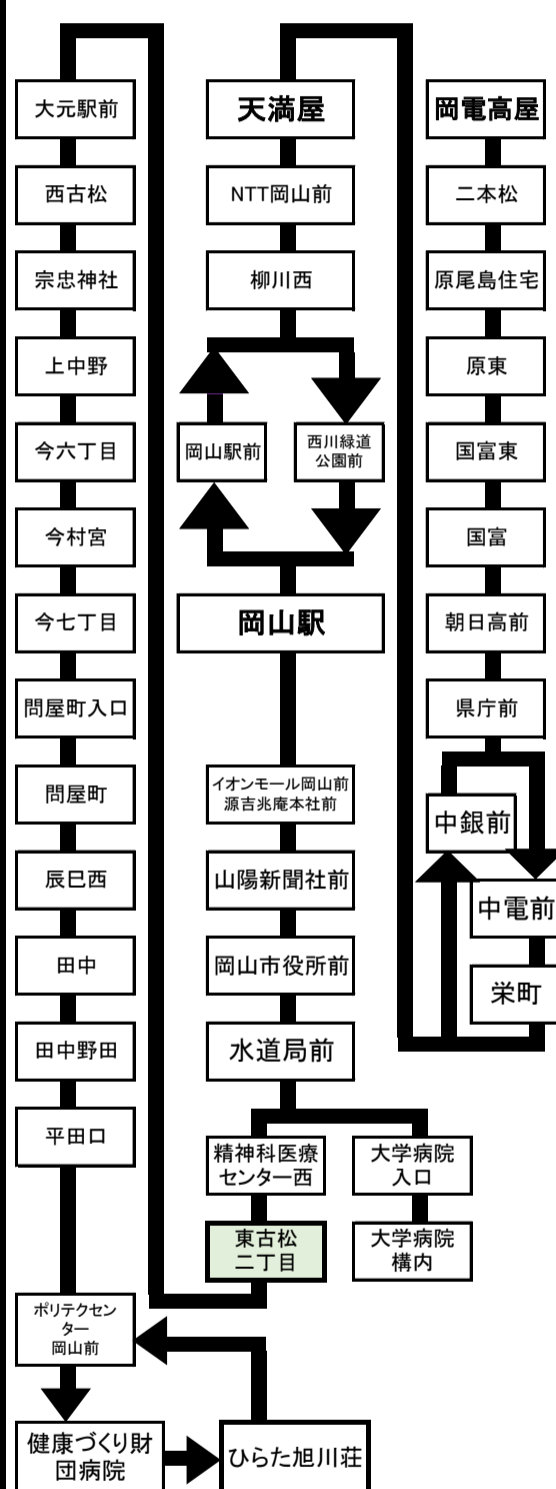 大元駅前
西古松
宗忠神社
上中野
今六丁目
今村宮
今七丁目
問屋町入口
問屋町
辰巳西
田中
田中野田
平田口
ポリテクセン
ター
岡山前
健康づくり財
団病院
ひらた旭川荘
天満屋
NTT岡山前
柳川西
岡山駅前
西川緑道
公園前
岡山駅
イオンモール岡山前
源吉兆庵本社前
山陽新聞社前
岡山市役所前
水道局前
精神科医療
センター西
東古松
二丁目
大学病院
入口
大学病院
構内
岡電高屋
二本松
原尾島住宅
原東
国富東
国富
朝日高前
県庁前
中銀前
中電前
栄町